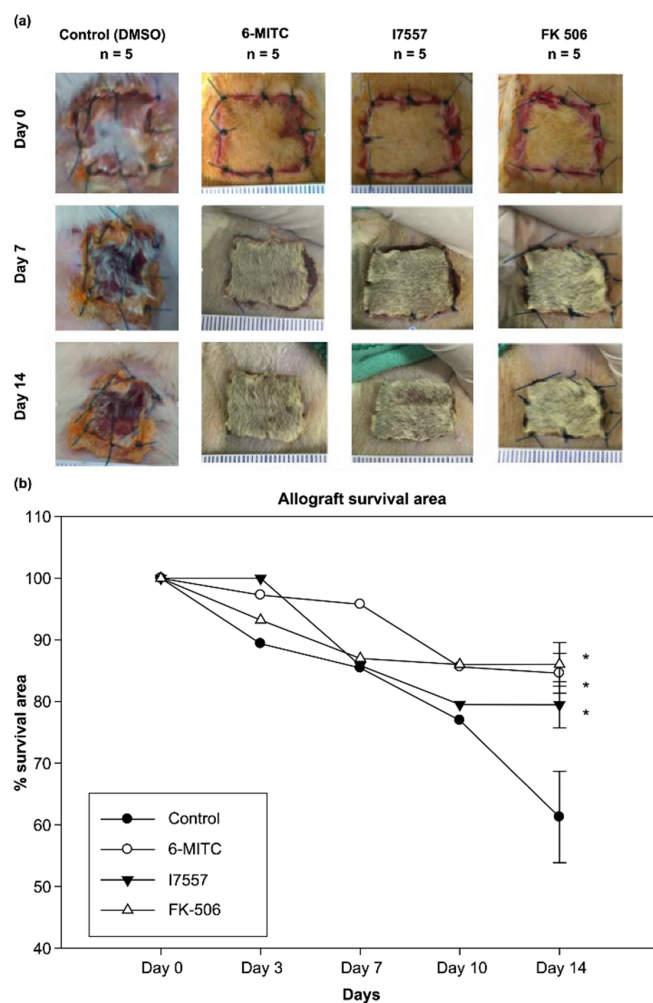 (a)
Control (DMSO) 6-MITC I7557 FK 506
n = 5 n = 5 n = 5 n = 5
Day 0
Day 7
Day 14
(b)
Allograft survival area
110
100
90
80
70
60
50
40
% survival area
*
*
*
Control
6-MITC
I7557
FK-506
Day 0 Day 3 Day 7 Day 10 Day 14
Days